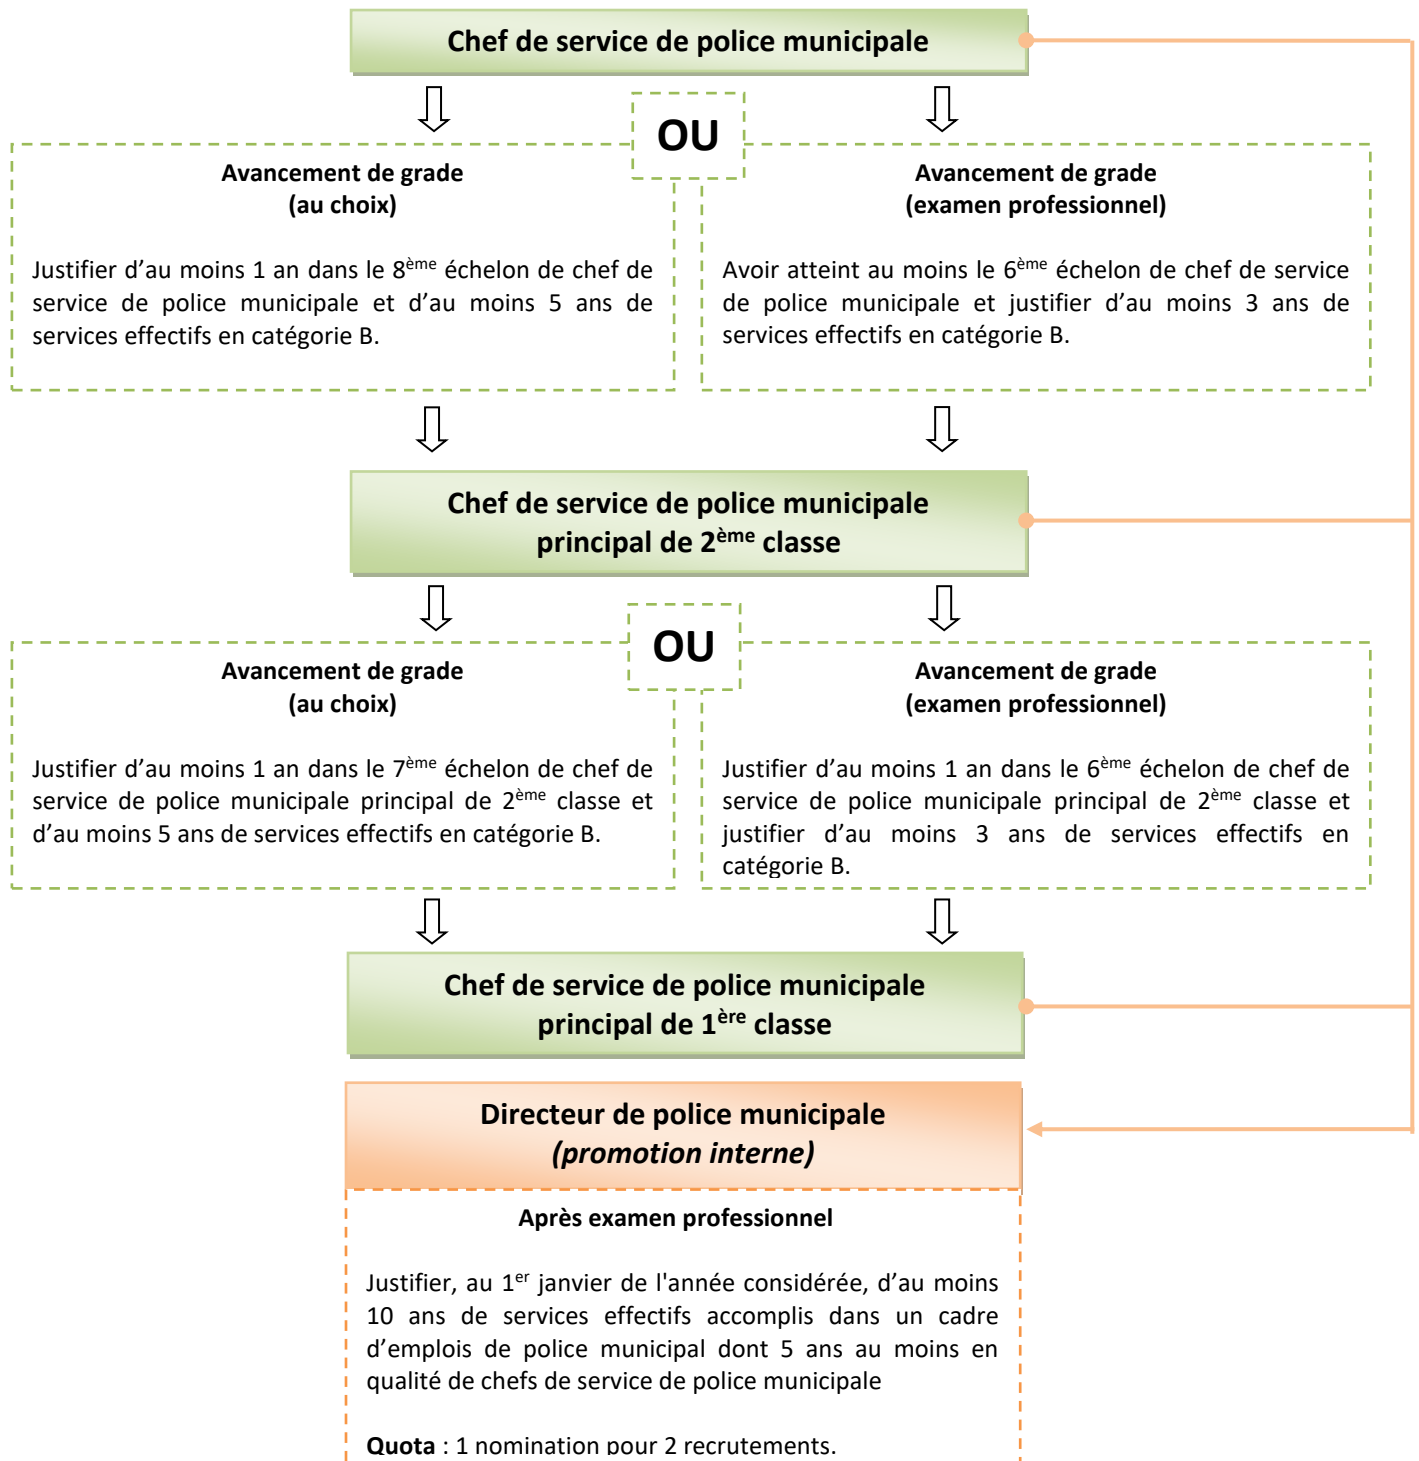 Chef de service de police municipale
OU
Avancement de grade
(au choix)
Justifier d’au moins 1 an dans le 8ème échelon de chef de
service de police municipale et d’au moins 5 ans de
services effectifs en catégorie B.
Avancement de grade
(examen professionnel)
Avoir atteint au moins le 6ème échelon de chef de service
de police municipale et justifier d’au moins 3 ans de
services effectifs en catégorie B.
Chef de service de police municipale
principal de 2ème classe
OU
Avancement de grade
(au choix)
Justifier d’au moins 1 an dans le 7ème échelon de chef de
service de police municipale principal de 2ème classe et
d’au moins 5 ans de services effectifs en catégorie B.
Avancement de grade
(examen professionnel)
Justifier d’au moins 1 an dans le 6ème échelon de chef de
service de police municipale principal de 2ème classe et
justifier d’au moins 3 ans de services effectifs en
catégorie B.
Chef de service de police municipale
principal de 1ère classe
Directeur de police municipale
(promotion interne)
Après examen professionnel
Justifier, au 1er janvier de l'année considérée, d’au moins
10 ans de services effectifs accomplis dans un cadre
d’emplois de police municipal dont 5 ans au moins en
qualité de chefs de service de police municipale
Quota : 1 nomination pour 2 recrutements.